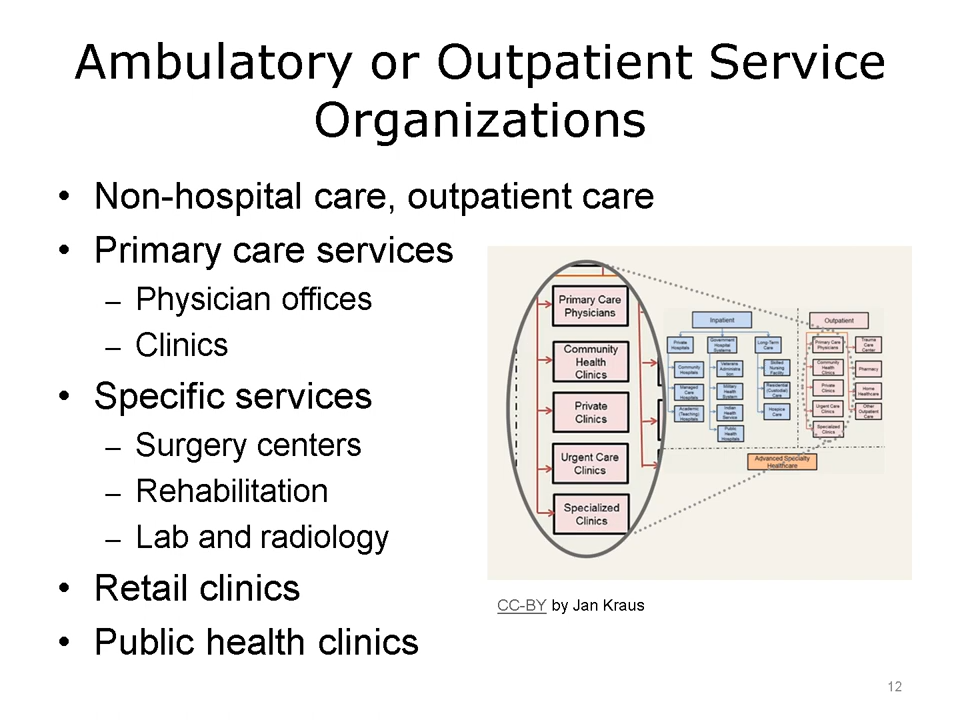 Ambulatory or Outpatient Service
Organizations
• Non-hospital care, outpatient care
• Primary care services
– Physician offices
– Clinics
• Specific services
– Surgery centers
– Rehabilitation
– Lab and radiology
• Retail clinics
• Public health clinics
Primary Care
Physicians
Community
Health
Clinics
Private
Clinics
Urgent Care
Clinics
Specialized
Clinics
Inpatient
Private
Hospitals
Government
Hospital
Systems
Long-Term
Care
Community
Hospitals
Managed
Care
Hospitals
Academic
(Teaching)
Hospitals
Veterans
Administra
tion
Military
Health
System
Indian
Health
Service
Public
Health
Hospitals
Skilled
Nursing
Facility
Residential
(Custodial)
Care
Hospice
Care
Outpatient
Primary Care
Physicians
Community
Health
Clinics
Private
Clinics
Urgent Care
Clinics
Specialized
Clinics
Trauma
Care
Center
Pharmacy
Home
Healthcare
Other
Outpatient
Care
Advanced Specialty
Healthcare
CC-BY by Jan Kraus
12